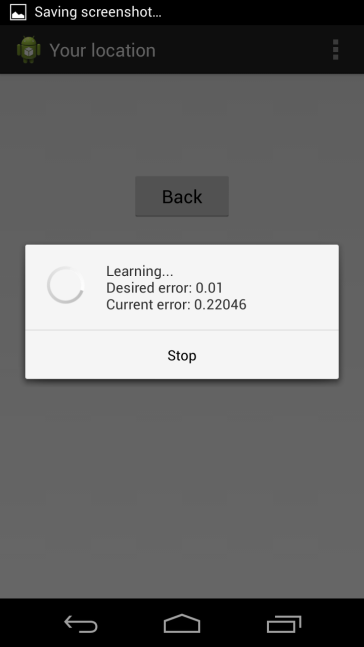 Saving screenshot...
Your location
Back
Learning...
Desired error: 0.01
Current error: 0.22046
Stop